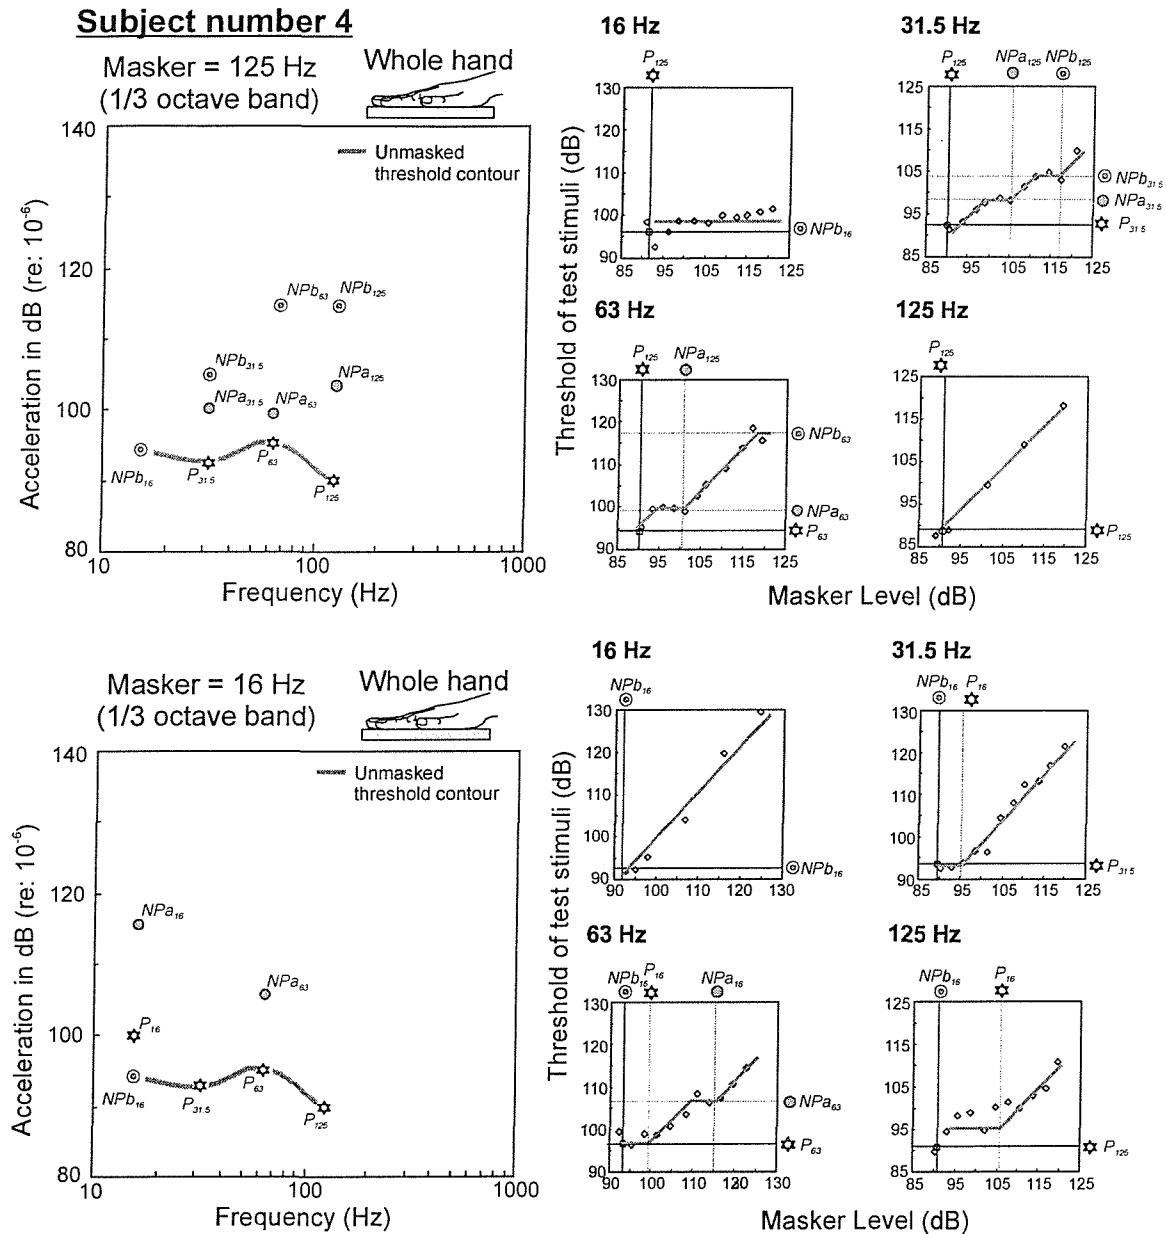 Subject number 4
Masker = 125 Hz
(1/3 octave band)
Whole hand
Unmasked
threshold contour
Acceleration in dB (re: 10⁻⁶)
140
120
100
80
NPb₆₃
NPb₁₂₅
NPb₃₁.₅
NPa₃₁.₅
NPa₆₃
NPa₁₂₅
NPb₁₆
P₃₁.₅
P₆₃
P₁₂₅
10 100 1000
Frequency (Hz)
Threshold of test stimuli (dB)
16 Hz
P₁₂₅
130
120
110
100
90
NPb₁₆
85 95 105 115 125
31.5 Hz
P₁₂₅ NPa₁₂₅ NPb₁₂₅
125
115
105
95
85
NPb₃₁.₅
NPa₃₁.₅
P₃₁.₅
85 95 105 115 125
63 Hz
P₁₂₅ NPa₁₂₅
130
120
110
100
90
NPb₆₃
NPa₆₃
P₆₃
85 95 105 115 125
125 Hz
P₁₂₅
125
115
105
95
85
P₁₂₅
85 95 105 115 125
Masker Level (dB)
Masker = 16 Hz
(1/3 octave band)
Whole hand
Unmasked
threshold contour
Acceleration in dB (re: 10⁻⁶)
140
120
100
80
NPa₁₆
NPa₆₃
P₁₆
NPb₁₆
P₃₁.₅
P₆₃
P₁₂₅
10 100 1000
Frequency (Hz)
Threshold of test stimuli (dB)
16 Hz
NPb₁₆
130
120
110
100
90
NPb₁₆
90 100 110 120 130
31.5 Hz
NPb₁₆ P₁₆
130
120
110
100
90
P₃₁.₅
85 95 105 115 125
63 Hz
NPb₁₆ P₁₆ NPa₁₆
130
120
110
100
90
NPa₆₃
P₆₃
90 100 110 120 130
125 Hz
NPb₁₆ P₁₆
125
115
105
95
85
P₁₂₅
85 95 105 115 125
Masker Level (dB)